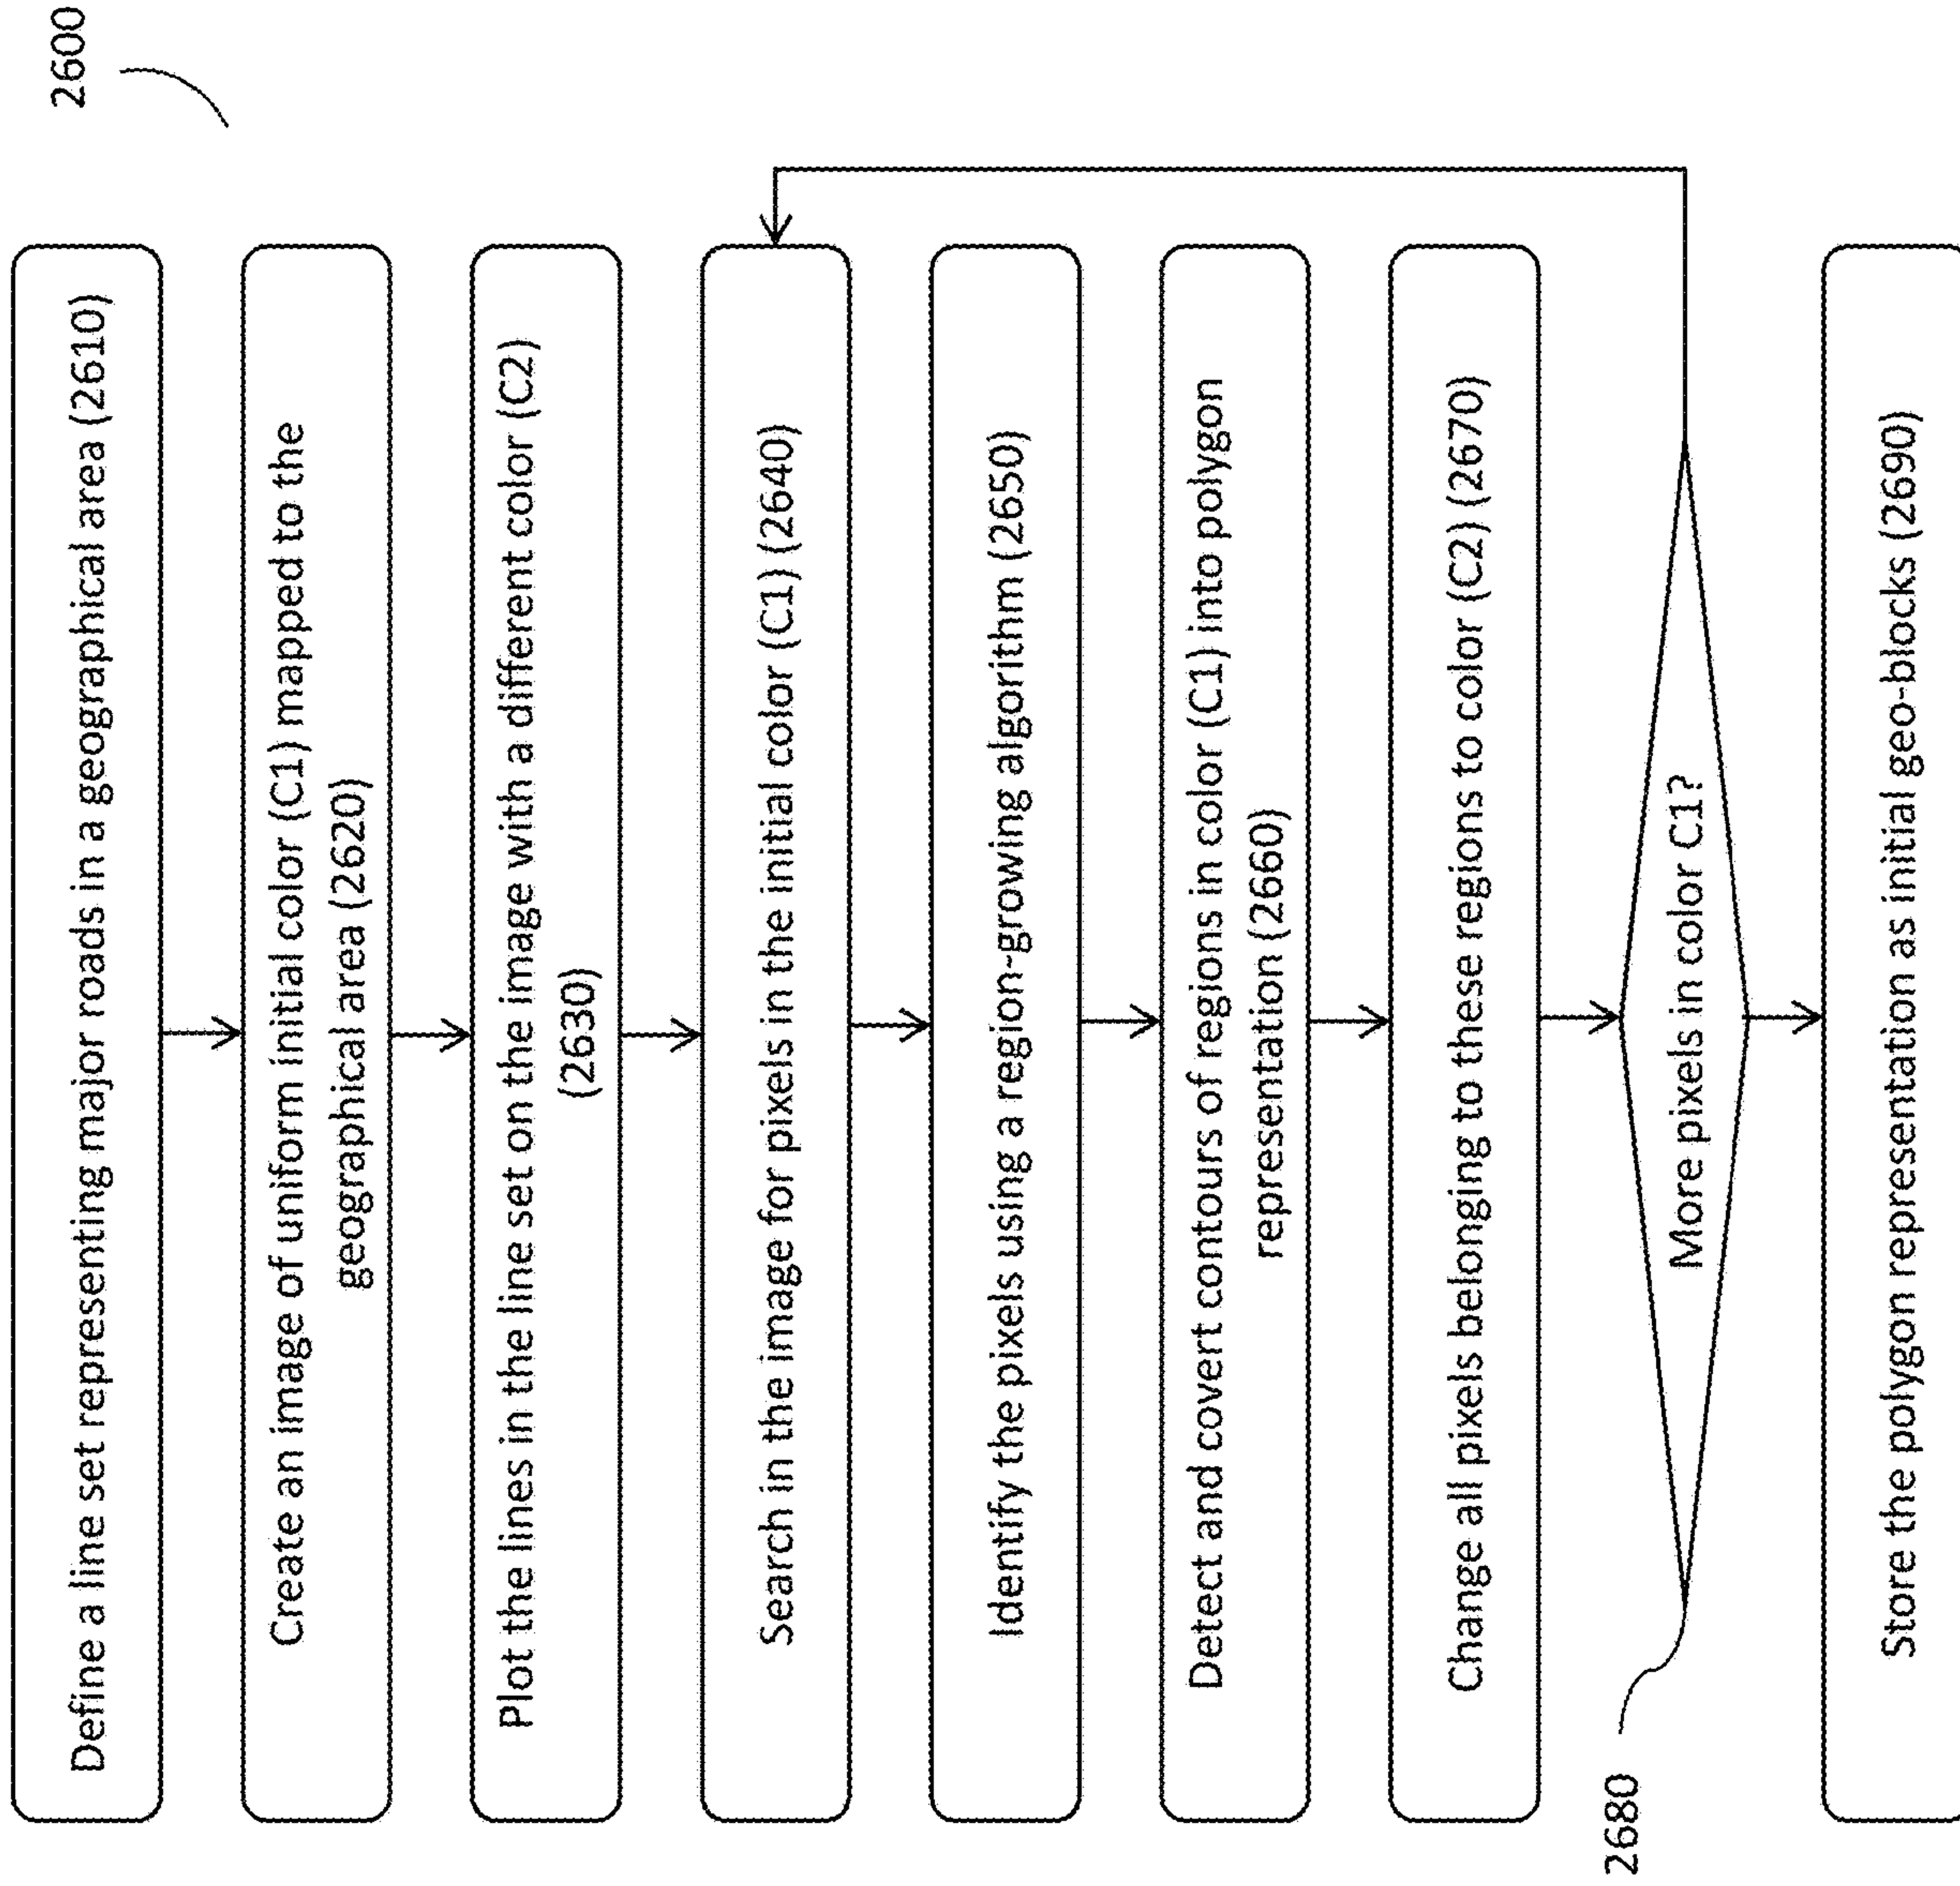 2600
Define a line set representing major roads in a geographical area (2610)
Create an image of uniform initial color (C1) mapped to the
geographical area (2620)
Plot the lines in the line set on the image with a different color (C2)
(2630)
Search in the image for pixels in the initial color (C1) (2640)
Identify the pixels using a region-growing algorithm (2650)
Detect and covert contours of regions in color (C1) into polygon
representation (2660)
Change all pixels belonging to these regions to color (C2) (2670)
2680
More pixels in color C1?
Store the polygon representation as initial geo-blocks (2690)